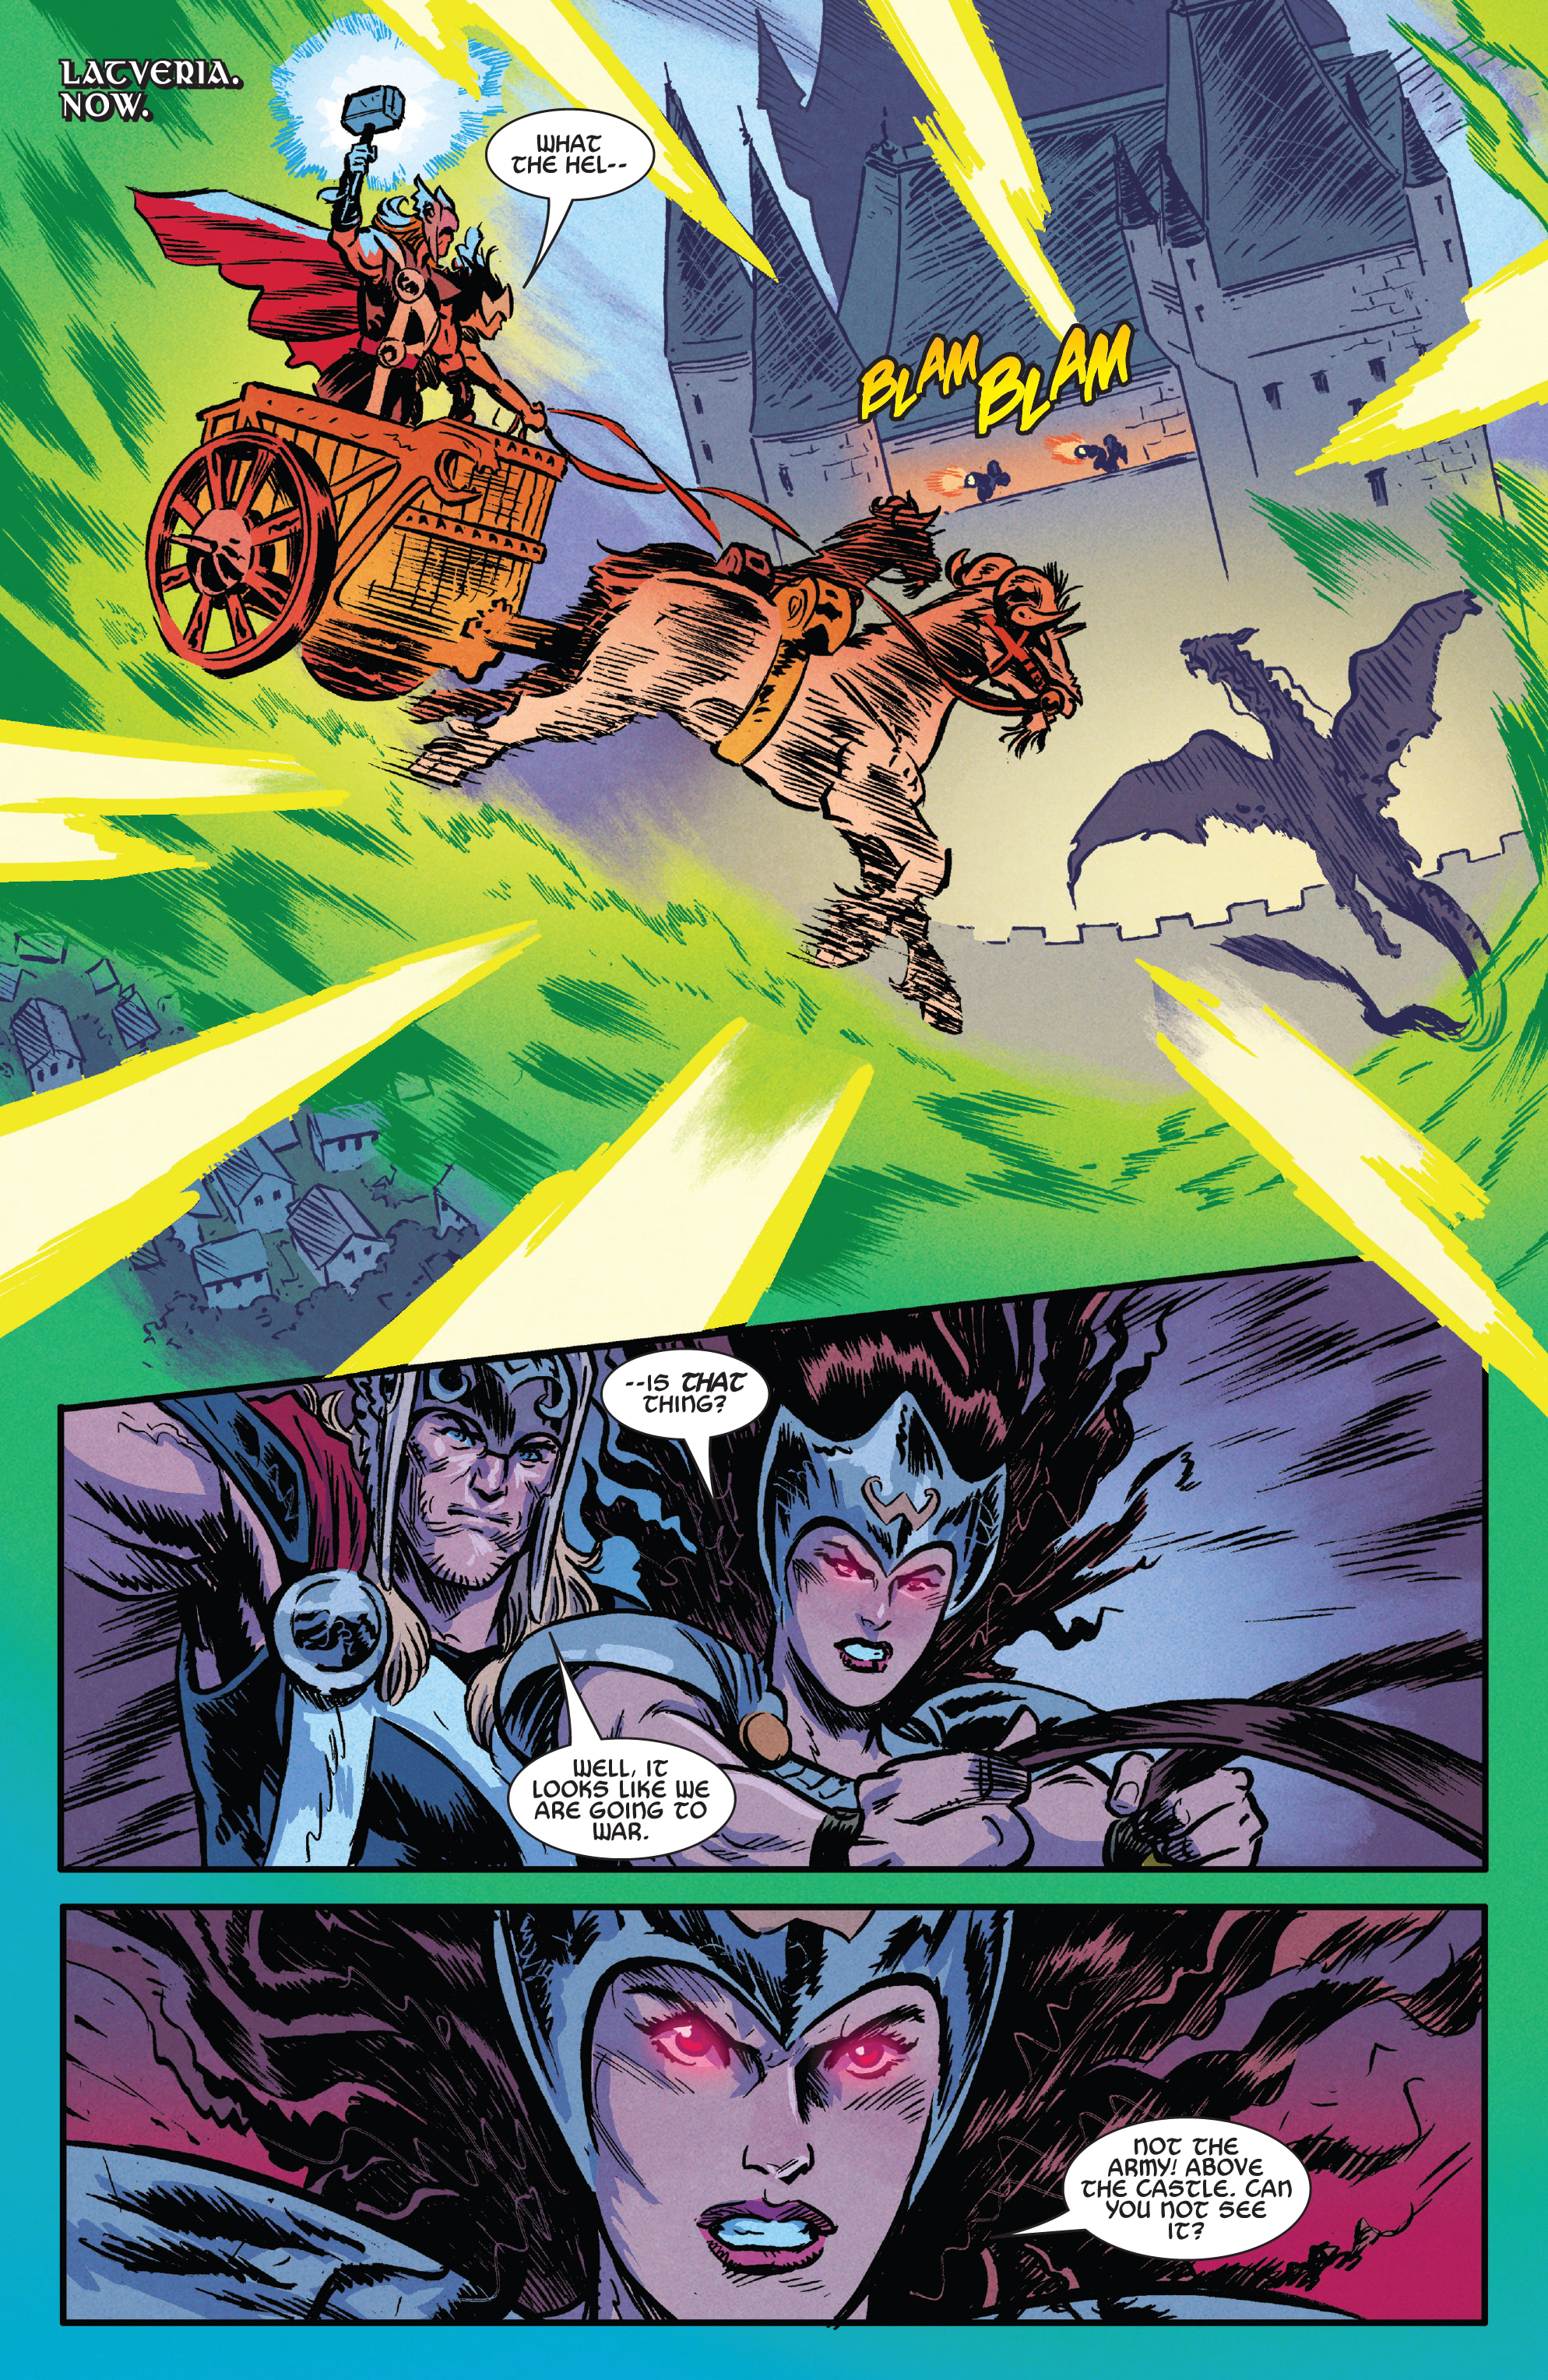 LATVERIA.
NOW.
WHAT
THE HEL--
BLAM
BLAM
--IS THAT
THING?
WELL, IT
LOOKS LIKE WE
ARE GOING TO
WAR.
NOT THE
ARMY! ABOVE
THE CASTLE. CAN
YOU NOT SEE
IT?